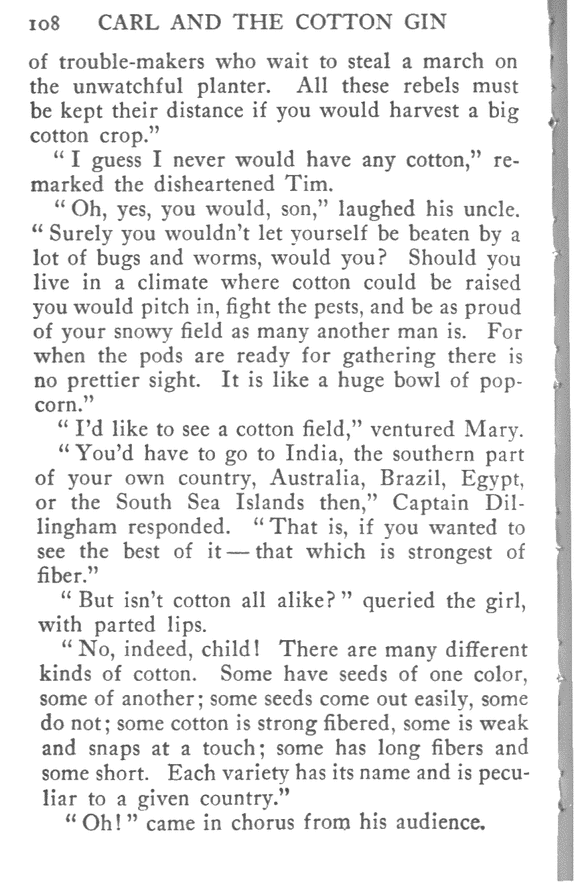 108 CARL AND THE COTTON GIN
of trouble-makers who wait to steal a march on
the unwatchful planter. All these rebels must
be kept their distance if you would harvest a big
cotton crop.”
“ I guess I never would have any cotton,” re-
marked the disheartened Tim.
“ Oh, yes, you would, son,” laughed his uncle.
“ Surely you wouldn’t let yourself be beaten by a
lot of bugs and worms, would you? Should you
live in a climate where cotton could be raised
you would pitch in, fight the pests, and be as proud
of your snowy field as many another man is. For
when the pods are ready for gathering there is
no prettier sight. It is like a huge bowl of pop-
corn.”
“ I’d like to see a cotton field,” ventured Mary.
“ You’d have to go to India, the southern part
of your own country, Australia, Brazil, Egypt,
or the South Sea Islands then,” Captain Dil-
lingham responded. “ That is, if you wanted to
see the best of it — that which is strongest of
fiber.”
“ But isn’t cotton all alike? ” queried the girl,
with parted lips.
“ No, indeed, child! There are many different
kinds of cotton. Some have seeds of one color,
some of another; some seeds come out easily, some
do not; some cotton is strong fibered, some is weak
and snaps at a touch; some has long fibers and
some short. Each variety has its name and is pecu-
liar to a given country.”
“ Oh! ” came in chorus from his audience.